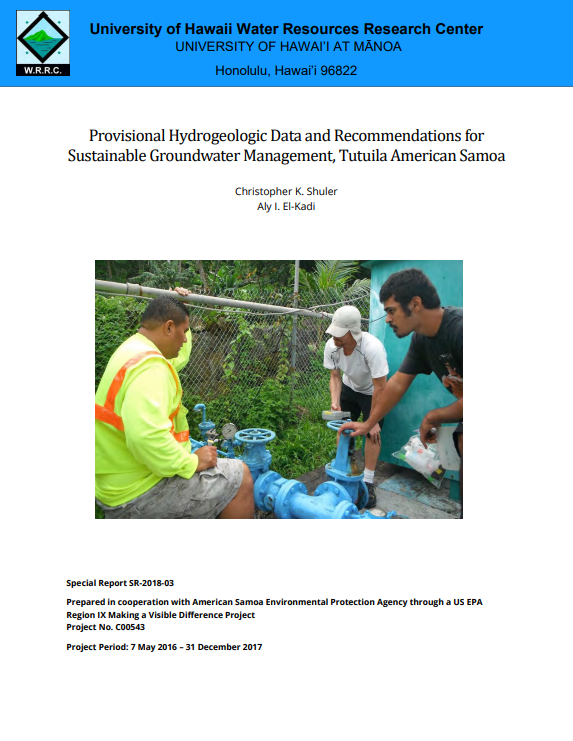 W.R.R.C.
University of Hawaii Water Resources Research Center
UNIVERSITY OF HAWAI'I AT MĀNOA
Honolulu, Hawai'i 96822
Provisional Hydrogeologic Data and Recommendations for
Sustainable Groundwater Management, Tutuila American Samoa
Christopher K. Shuler
Aly I. El-Kadi
Special Report SR-2018-03
Prepared in cooperation with American Samoa Environmental Protection Agency through a US EPA
Region IX Making a Visible Difference Project
Project No. C00543
Project Period: 7 May 2016 – 31 December 2017